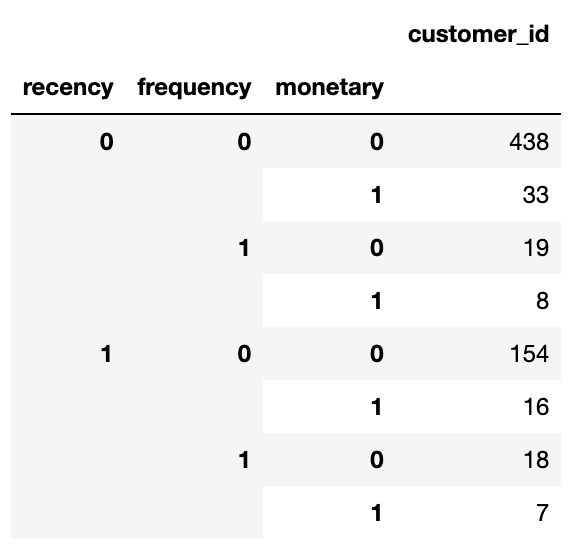 customer_id
recency frequency monetary
0 0 0 438
1 33
1 0 19
1 8
1 0 0 154
1 16
1 0 18
1 7